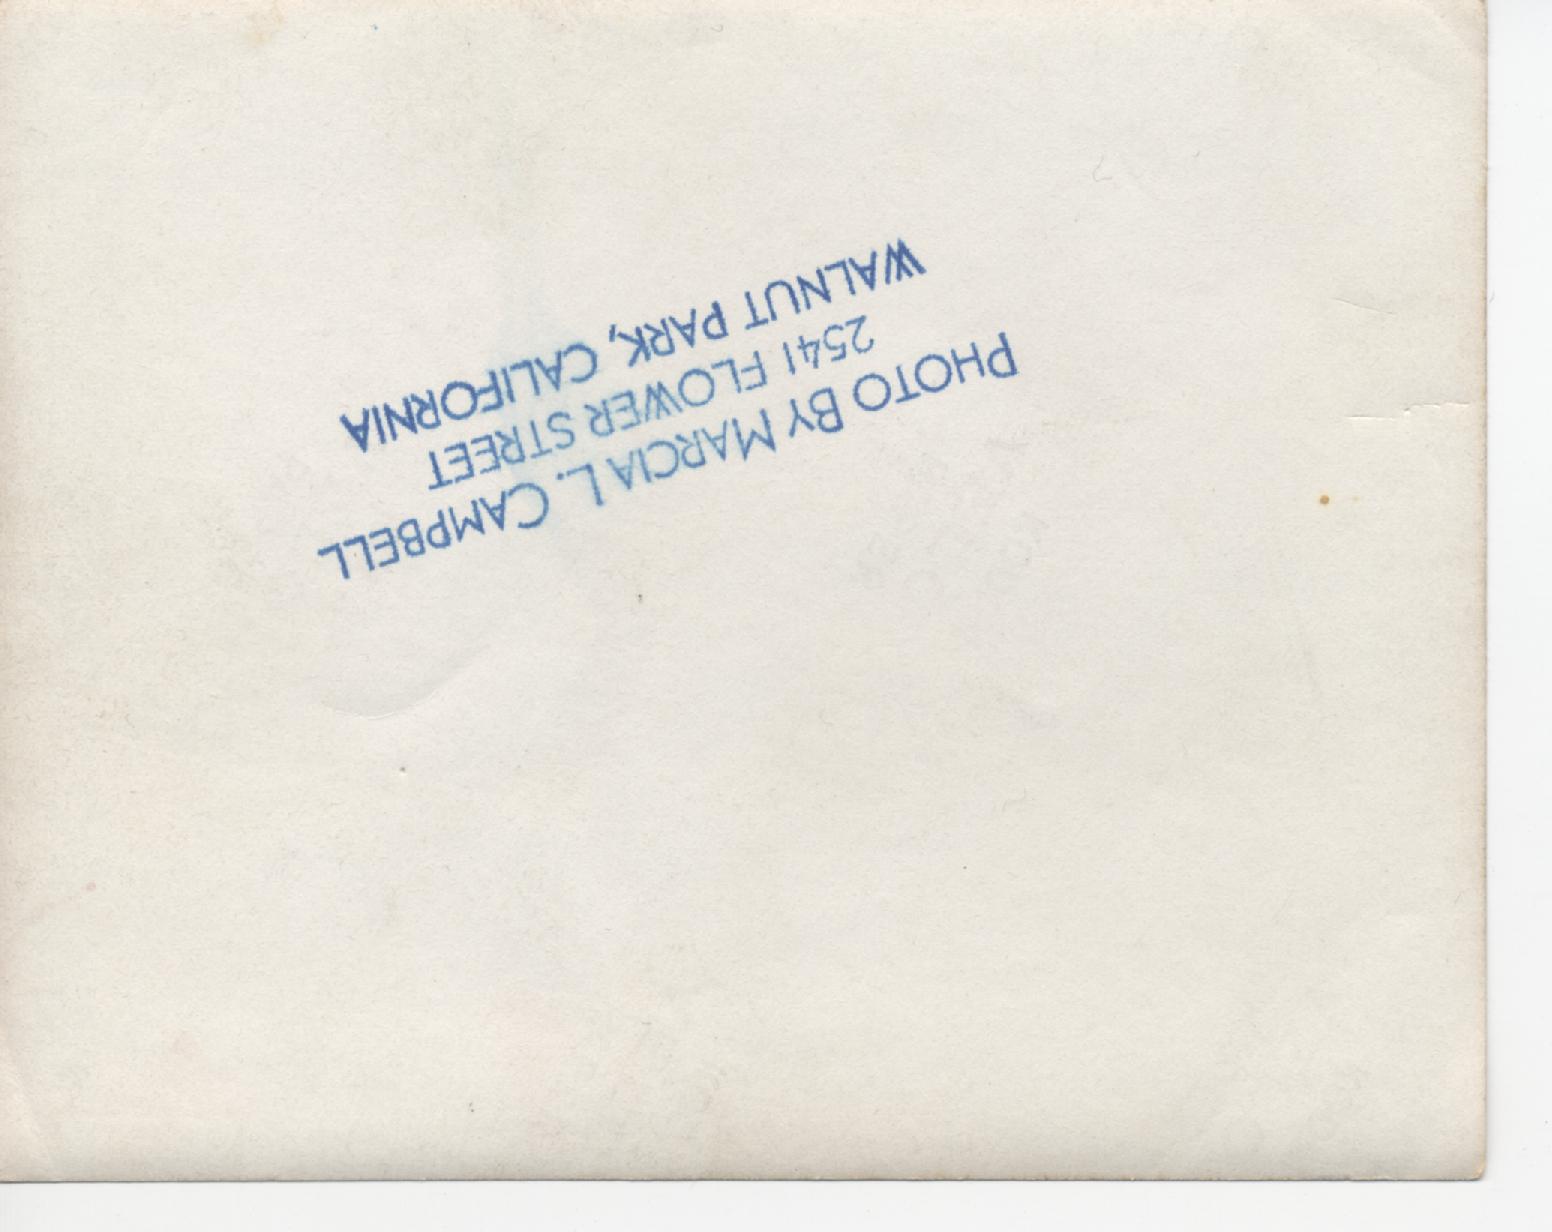 PHOTO BY MARCIA L. CAMPBELL
2541 FLOWER STREET
WALNUT PARK, CALIFORNIA